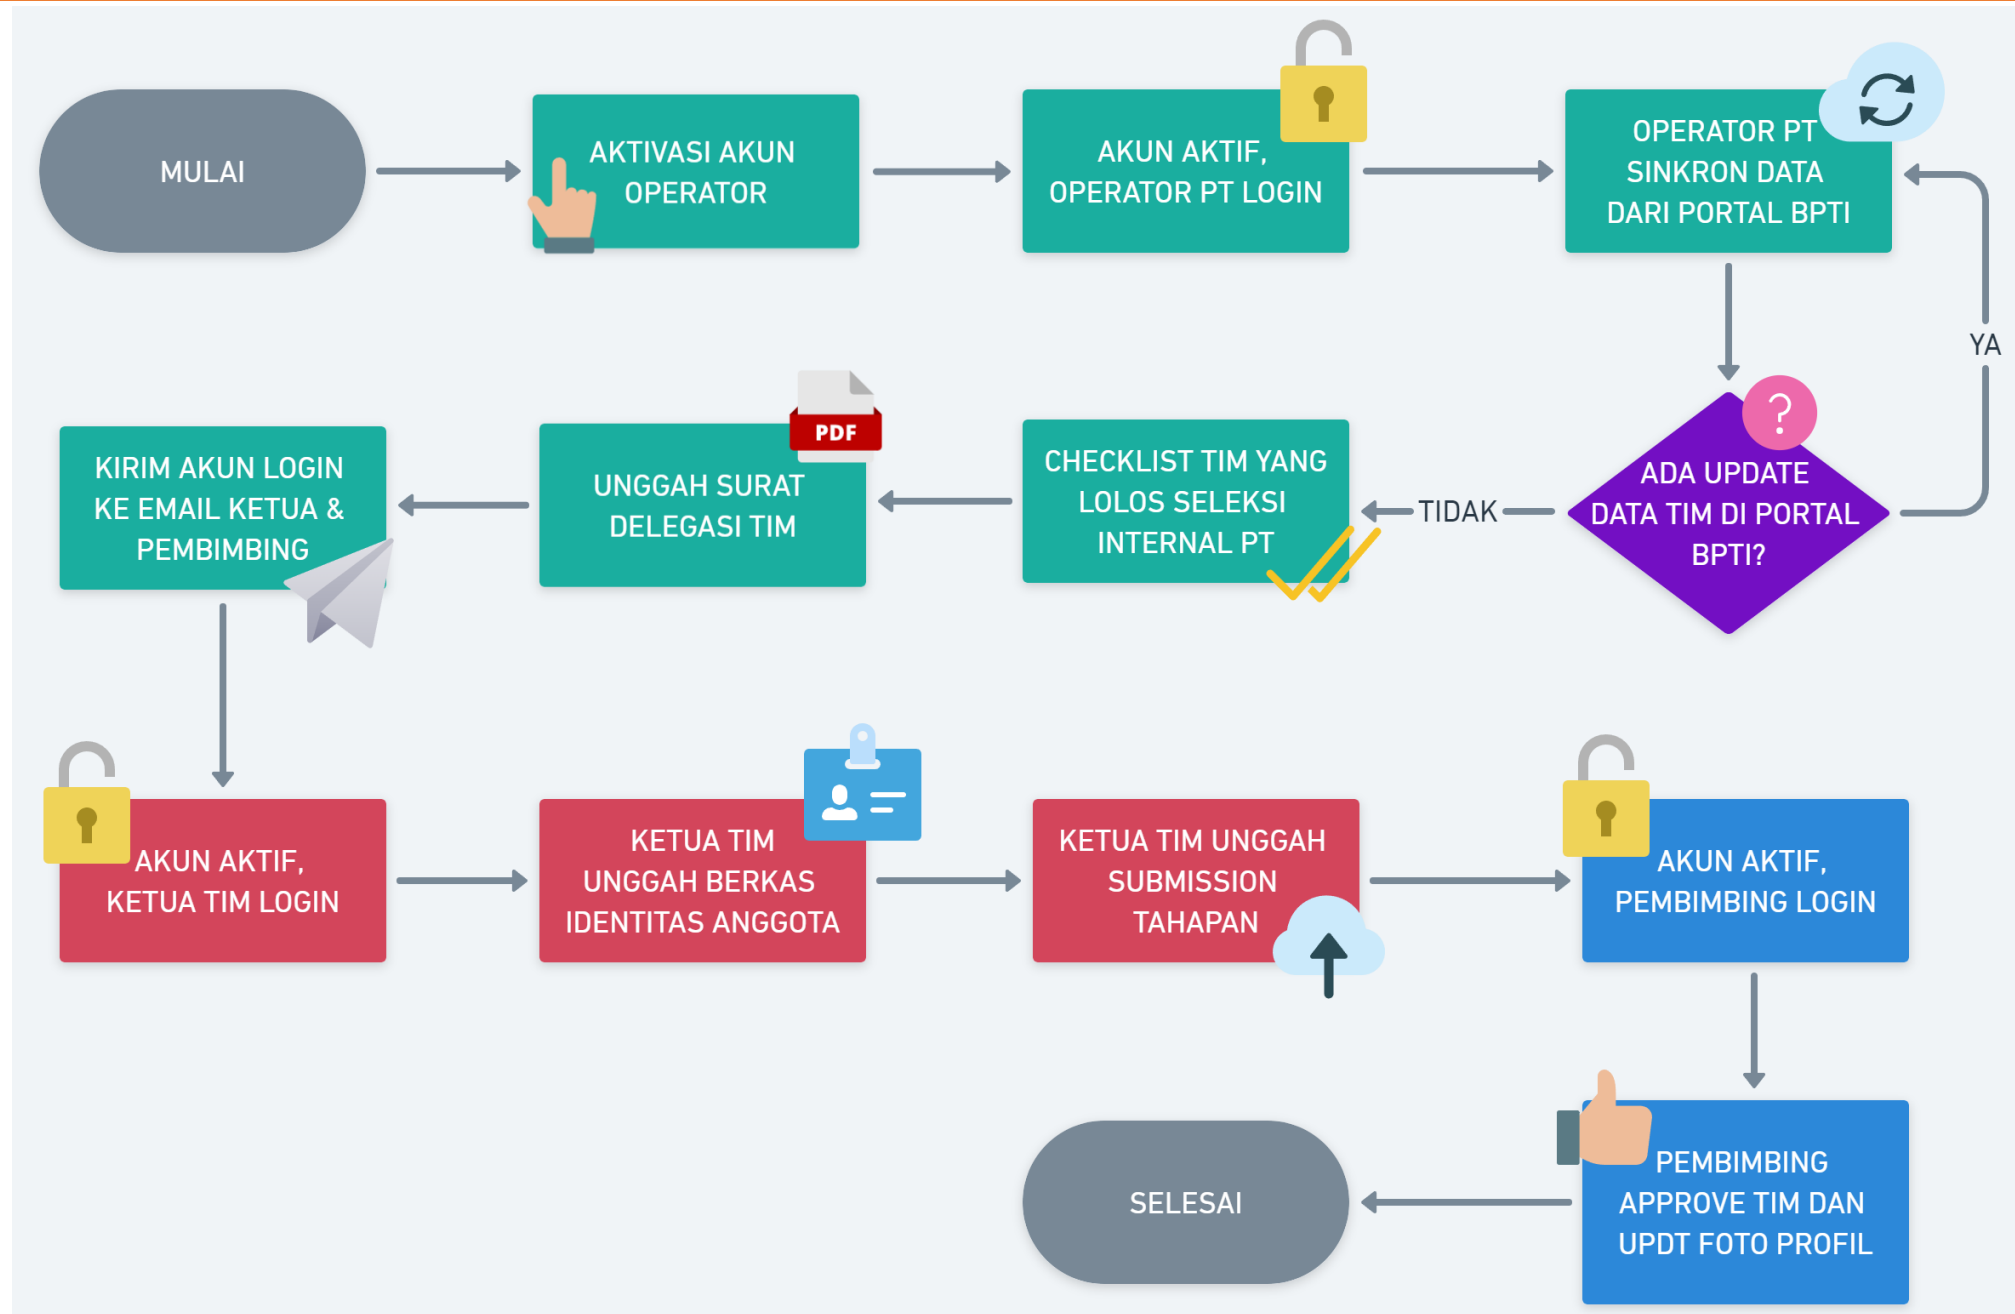 MULAI
AKTIVASI AKUN
OPERATOR
AKUN AKTIF,
OPERATOR PT LOGIN
OPERATOR PT
SINKRON DATA
DARI PORTAL BPTI
YA
ADA UPDATE
DATA TIM DI PORTAL
BPTI?
?
TIDAK
CHECKLIST TIM YANG
LOLOS SELEKSI
INTERNAL PT
PDF
UNGGAH SURAT
DELEGASI TIM
KIRIM AKUN LOGIN
KE EMAIL KETUA &
PEMBIMBING
AKUN AKTIF,
KETUA TIM LOGIN
KETUA TIM
UNGGAH BERKAS
IDENTITAS ANGGOTA
KETUA TIM UNGGAH
SUBMISSION
TAHAPAN
AKUN AKTIF,
PEMBIMBING LOGIN
PEMBIMBING
APPROVE TIM DAN
UPDT FOTO PROFIL
SELESAI